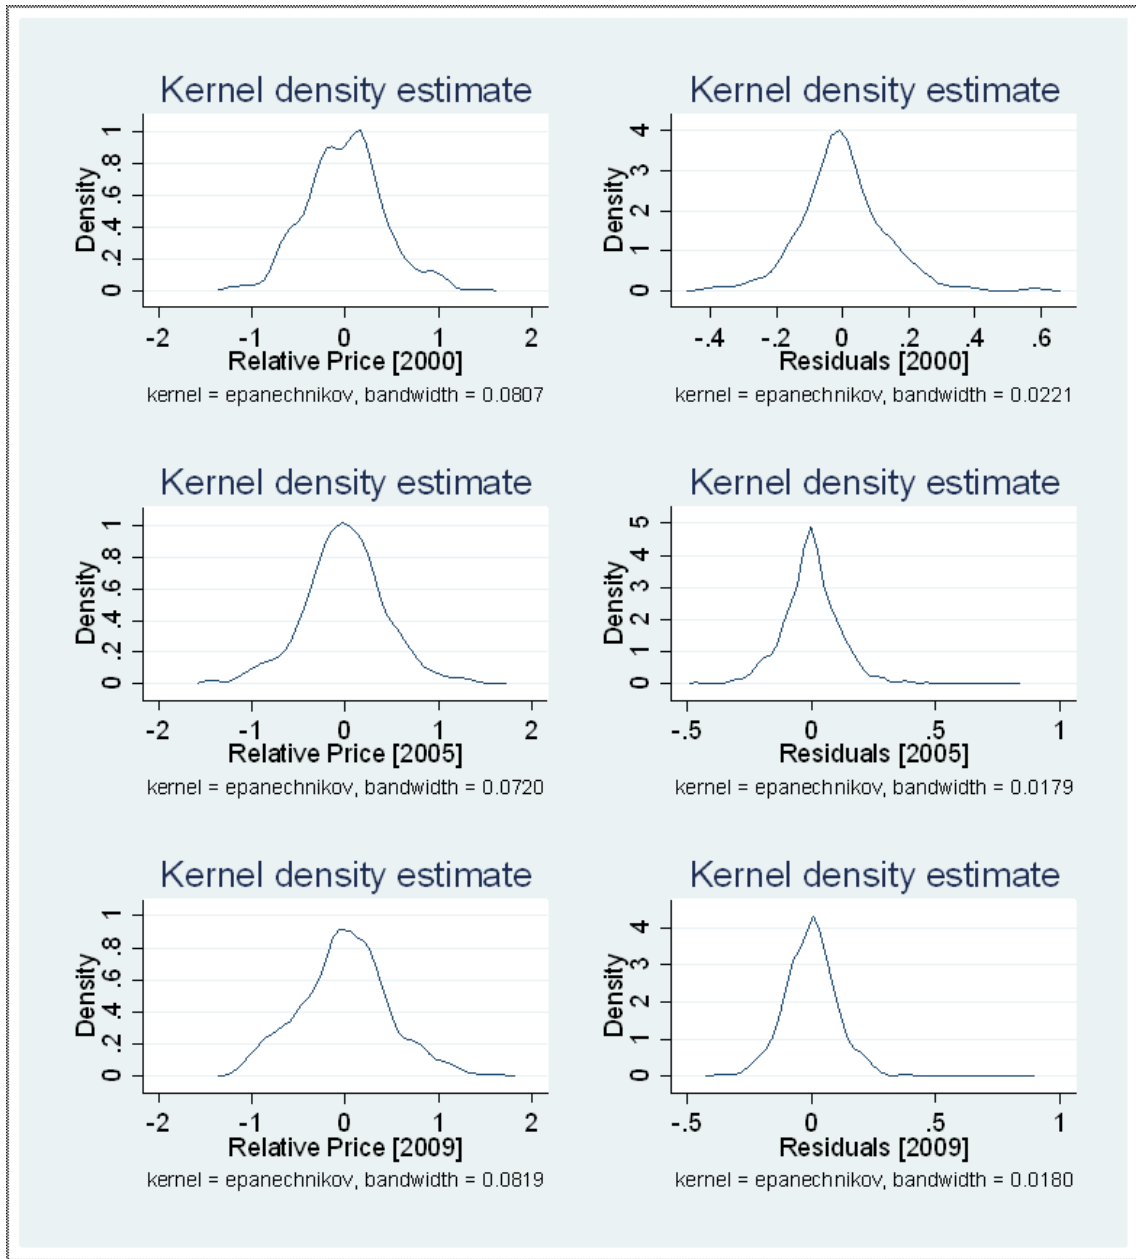 Kernel density estimate
Density
0 .2 .4 .6 .8 1
-2 -1 0 1 2
Relative Price [2000]
kernel = epanechnikov, bandwidth = 0.0807
Kernel density estimate
Density
0 1 2 3 4
-.4 -.2 0 .2 .4 .6
Residuals [2000]
kernel = epanechnikov, bandwidth = 0.0221
Kernel density estimate
Density
0 .2 .4 .6 .8 1
-2 -1 0 1 2
Relative Price [2005]
kernel = epanechnikov, bandwidth = 0.0720
Kernel density estimate
Density
0 1 2 3 4 5
-.5 0 .5 1
Residuals [2005]
kernel = epanechnikov, bandwidth = 0.0179
Kernel density estimate
Density
0 .2 .4 .6 .8 1
-2 -1 0 1 2
Relative Price [2009]
kernel = epanechnikov, bandwidth = 0.0819
Kernel density estimate
Density
0 1 2 3 4
-.5 0 .5 1
Residuals [2009]
kernel = epanechnikov, bandwidth = 0.0180